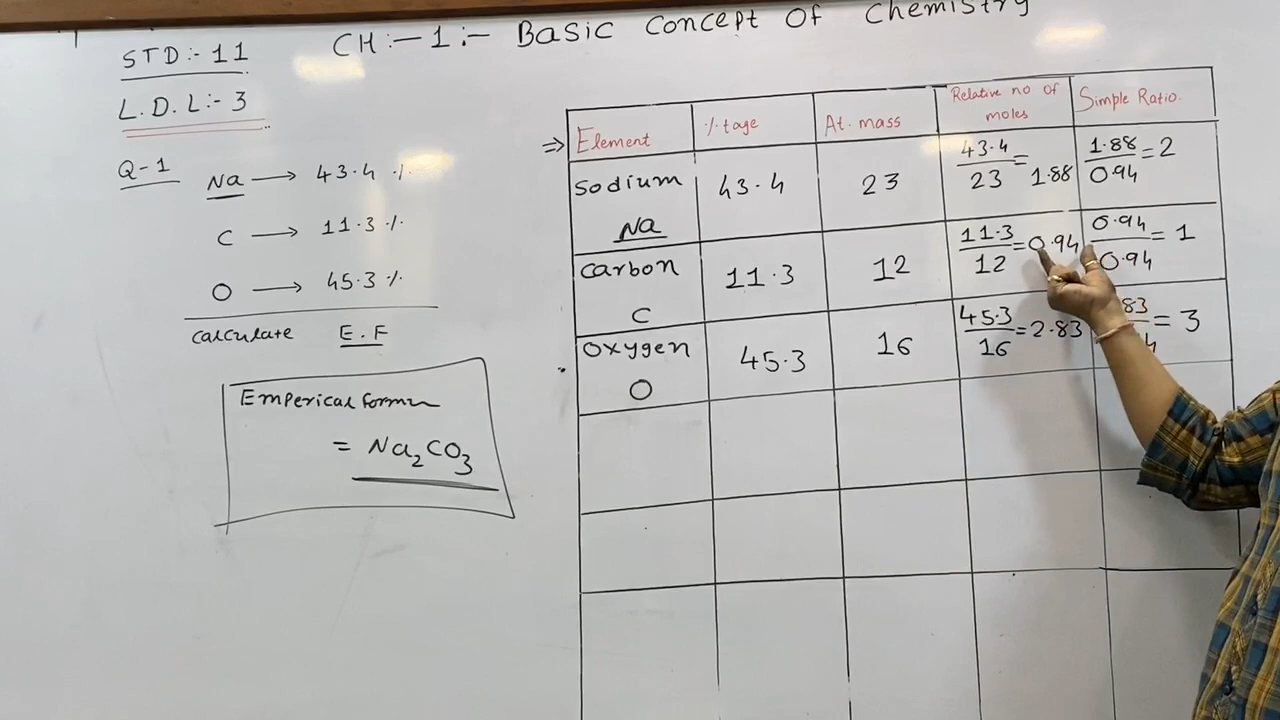 CH:-1:- Basic Concept Of Chemistry
STD:-11
L.D.L:-3
Q-1
Na → 43.4 %
C → 11.3 %
O → 45.3 %
Calculate E.F
Emperical Formu
= Na₂CO₃
⇒ Element %tage At. mass Relative no of moles Simple Ratio.
Sodium Na 43.4 23 43.4/23 = 1.88 1.88/0.94 = 2
Carbon C 11.3 12 11.3/12 = 0.94 0.94/0.94 = 1
Oxygen O 45.3 16 45.3/16 = 2.83 83/4 = 3